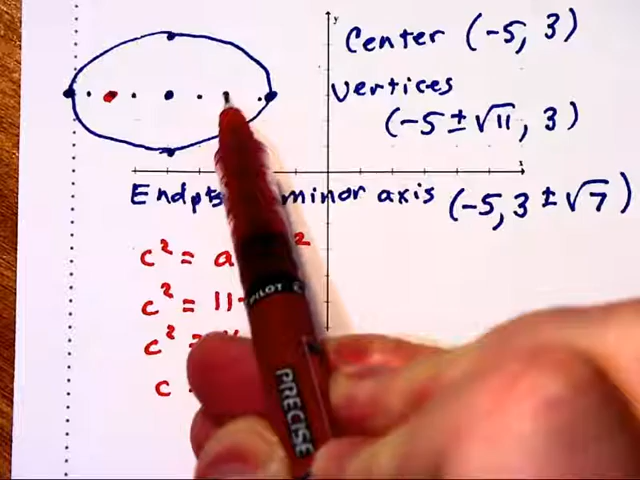 y
Center (-5, 3)
vertices
(-5 ± √11, 3)
x
Endpts minor axis (-5, 3 ± √7)
c² = a 2
c² = 11-
c²
c
PILOT
PRECISE